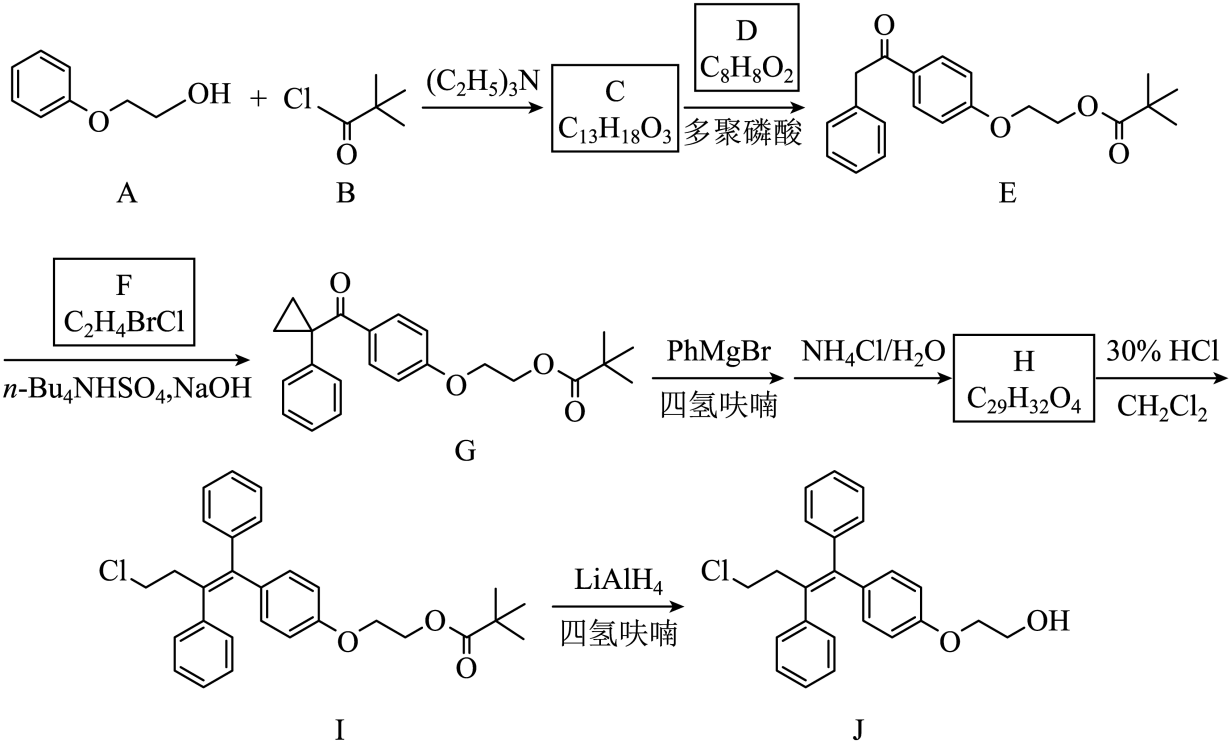 D
C₈H₈O₂
O
OH
O
+
Cl
O
(C₂H₅)₃N
C
C₁₃H₁₈O₃
多聚磷酸
O
O
O
A
B
E
F
C₂H₄BrCl
n-Bu₄NHSO₄,NaOH
O
O
O
O
G
PhMgBr
四氢呋喃
NH₄Cl/H₂O
H
C₂₉H₃₂O₄
30% HCl
CH₂Cl₂
Cl
O
O
O
I
LiAlH₄
四氢呋喃
Cl
O
OH
J